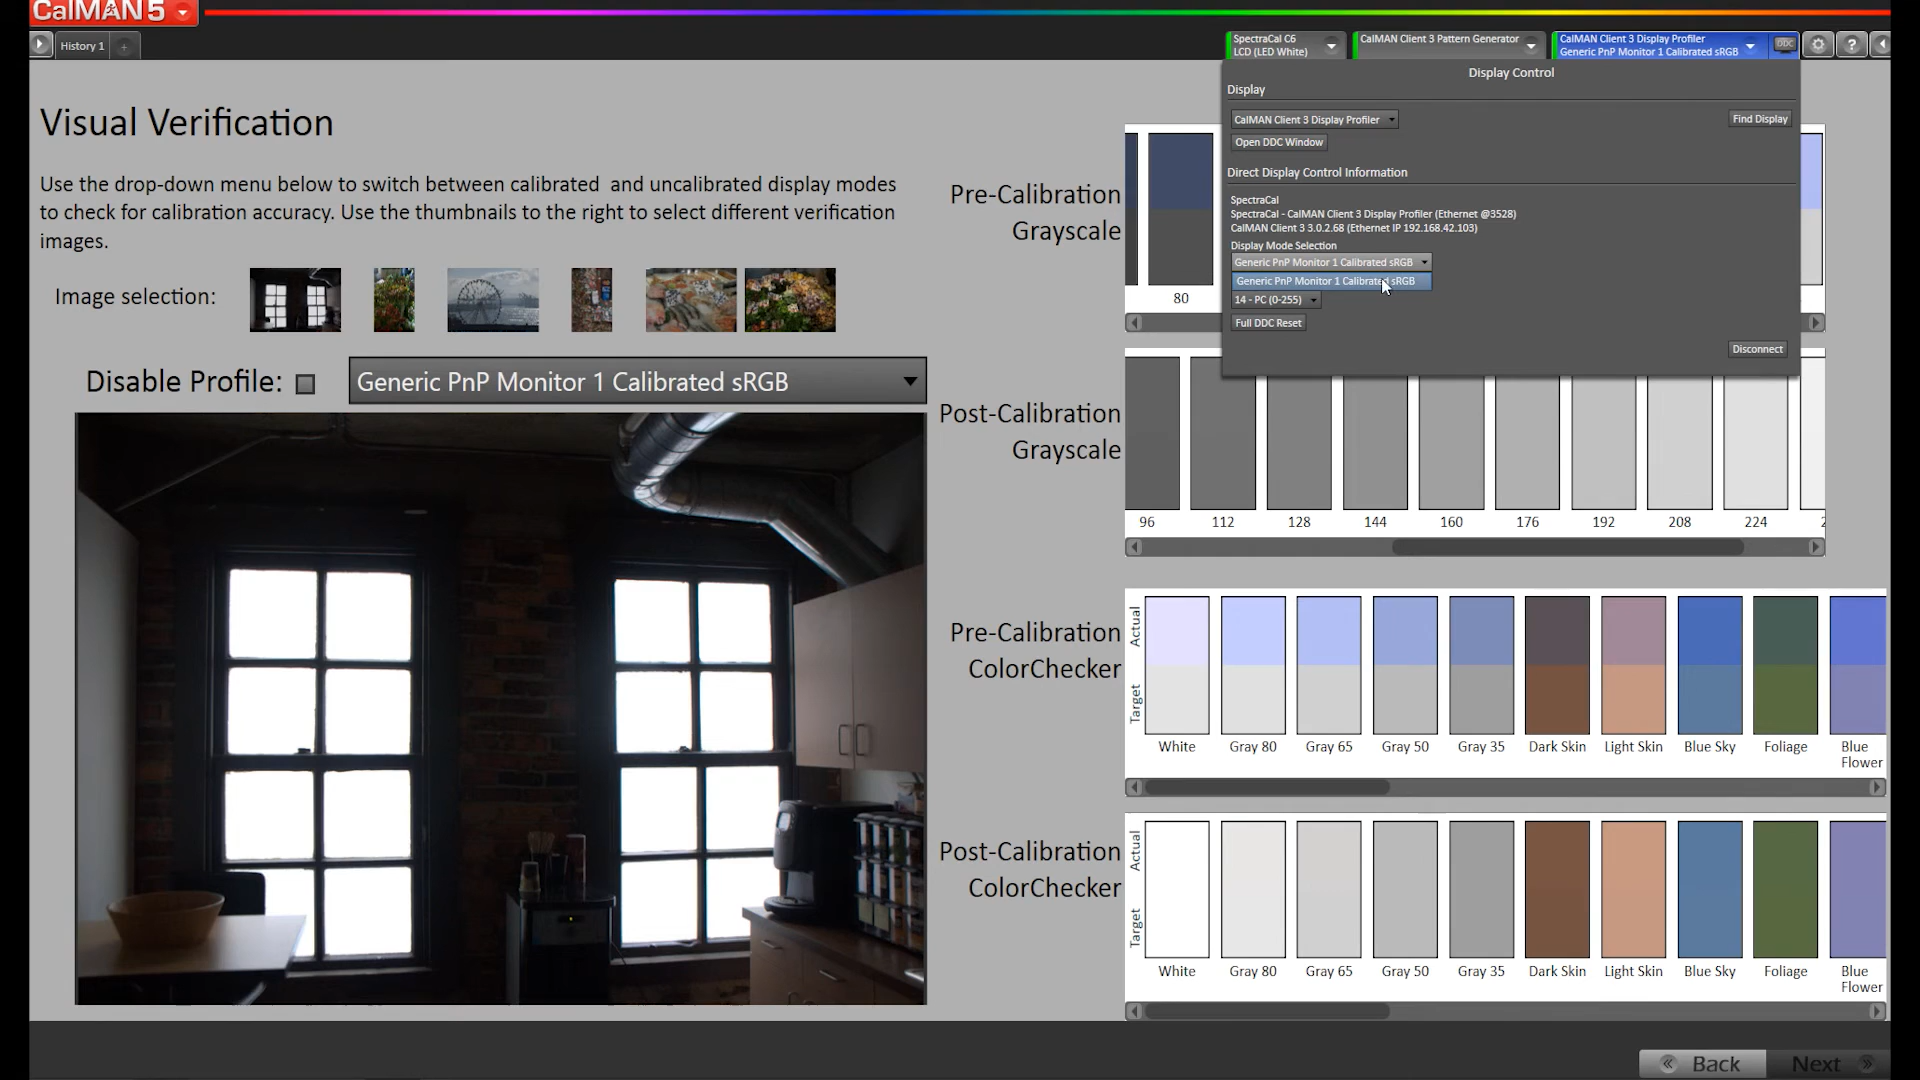 CalMAN 5
History 1
SpectraCal C6
LCD (LED White)
CalMAN Client 3 Pattern Generator
CalMAN Client 3 Display Profiler
Generic PnP Monitor 1 Calibrated sRGB
DDC
?
Display Control
Display
CalMAN Client 3 Display Profiler
Find Display
Open DDC Window
Direct Display Control Information
SpectraCal
SpectraCal - CalMAN Client 3 Display Profiler (Ethernet @3528)
CalMAN Client 3 3.0.2.68 (Ethernet IP 192.168.42.103)
Display Mode Selection
Generic PnP Monitor 1 Calibrated sRGB
Generic PnP Monitor 1 Calibrated sRGB
14 - PC (0-255)
Full DDC Reset
Disconnect
Visual Verification
Use the drop-down menu below to switch between calibrated and uncalibrated display modes
to check for calibration accuracy. Use the thumbnails to the right to select different verification
images.
Image selection:
Disable Profile:
Generic PnP Monitor 1 Calibrated sRGB
Pre-Calibration
Grayscale
80
Post-Calibration
Grayscale
96 112 128 144 160 176 192 208 224 2
Pre-Calibration
ColorChecker
Actual
Target
White Gray 80 Gray 65 Gray 50 Gray 35 Dark Skin Light Skin Blue Sky Foliage Blue
Flower
Post-Calibration
ColorChecker
Actual
Target
White Gray 80 Gray 65 Gray 50 Gray 35 Dark Skin Light Skin Blue Sky Foliage Blue
Flower
Back
Next